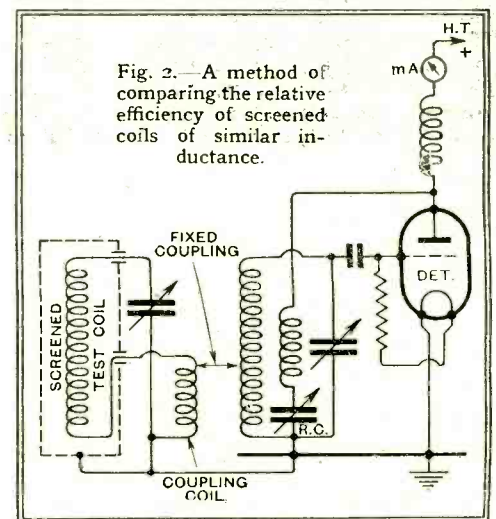 H.T.
+
mA
Fig. 2.—A method of
comparing the relative
efficiency of screened
coils of similar in-
ductance.
FIXED
COUPLING
DET.
SCREENED
TEST COIL
R.C.
COUPLING
COIL